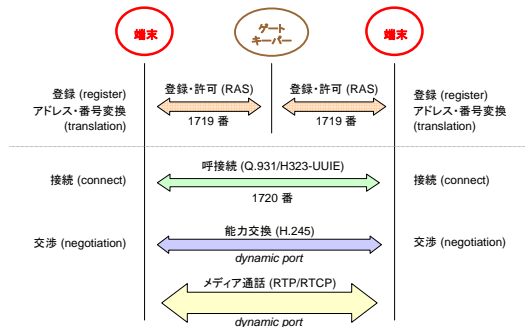 端末
ゲート
キーパー
端末
登録 (register)
アドレス・番号変換
(translation)
登録・許可 (RAS)
1719 番
登録・許可 (RAS)
1719 番
登録 (register)
アドレス・番号変換
(translation)
接続 (connect)
呼接続 (Q.931/H323-UUIE)
1720 番
接続 (connect)
交渉 (negotiation)
能力交換 (H.245)
dynamic port
交渉 (negotiation)
メディア通話 (RTP/RTCP)
dynamic port